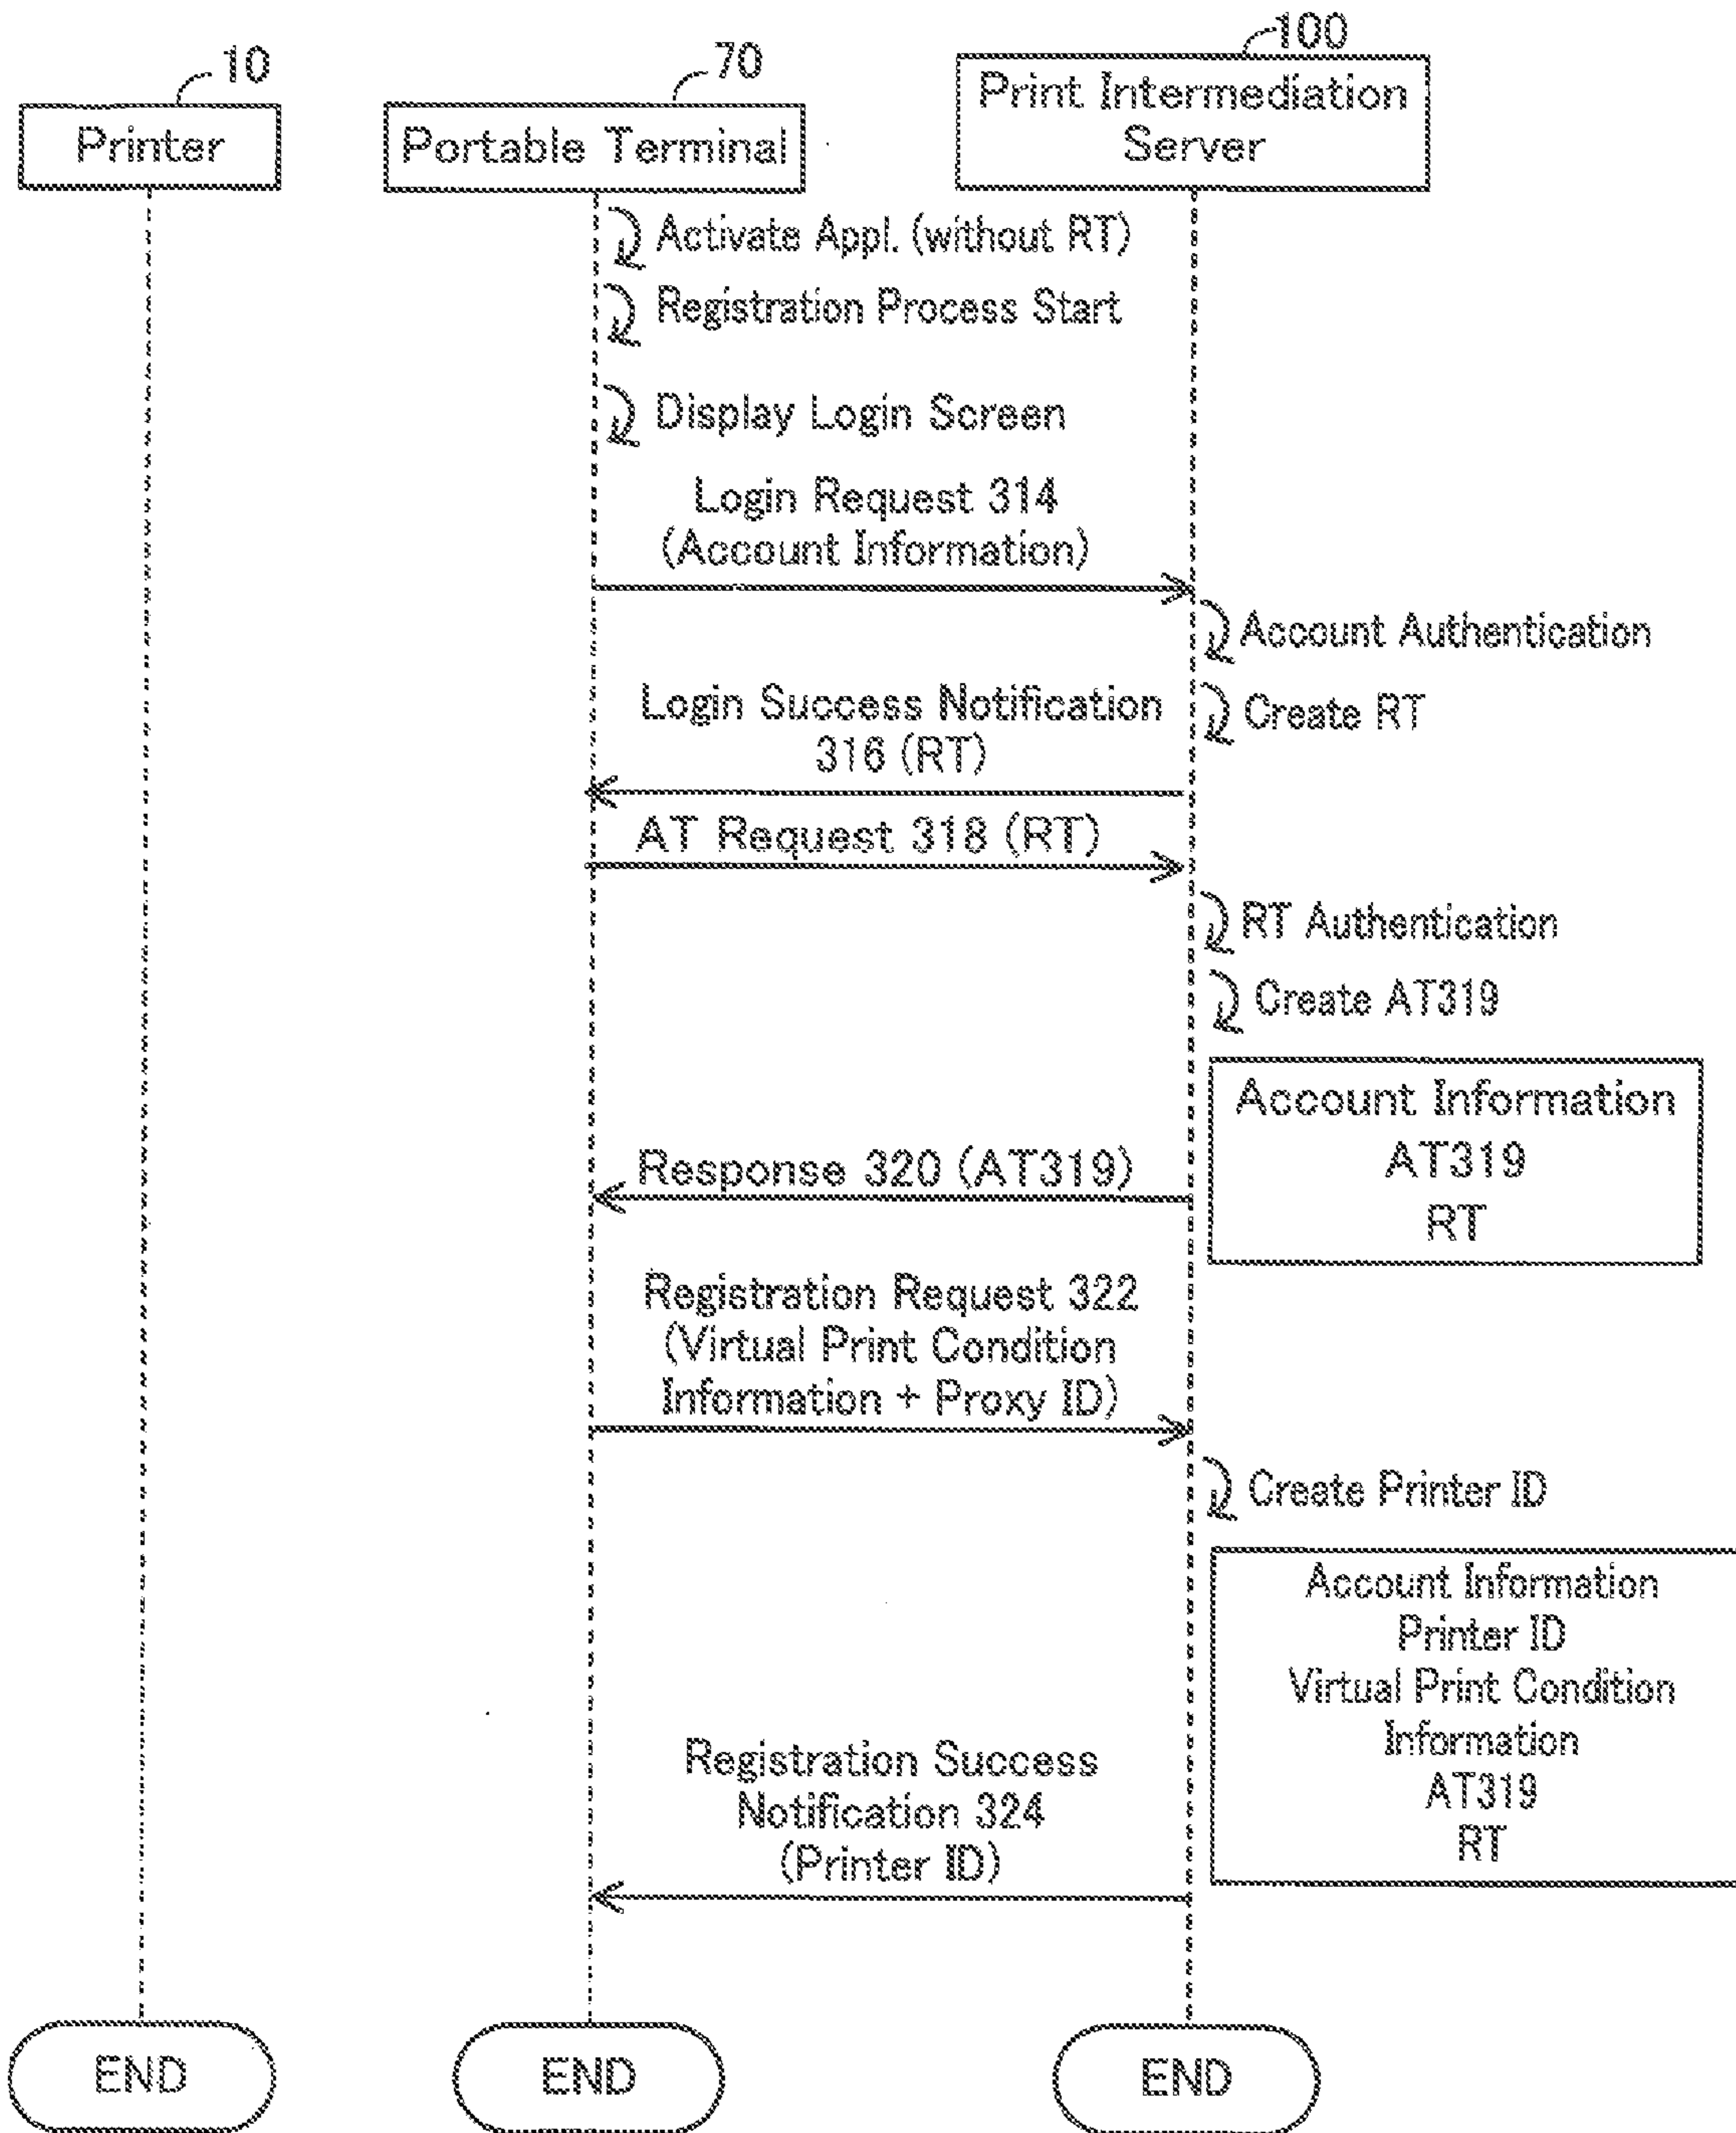 10
70
100
Printer
Portable Terminal
Print Intermediation
Server
Activate Appl. (without RT)
Registration Process Start
Display Login Screen
Login Request 314
(Account Information)
Account Authentication
Create RT
Login Success Notification
316 (RT)
AT Request 318 (RT)
RT Authentication
Create AT319
Account Information
AT319
RT
Response 320 (AT319)
Registration Request 322
(Virtual Print Condition
Information + Proxy ID)
Create Printer ID
Account Information
Printer ID
Virtual Print Condition
Information
AT319
RT
Registration Success
Notification 324
(Printer ID)
END
END
END